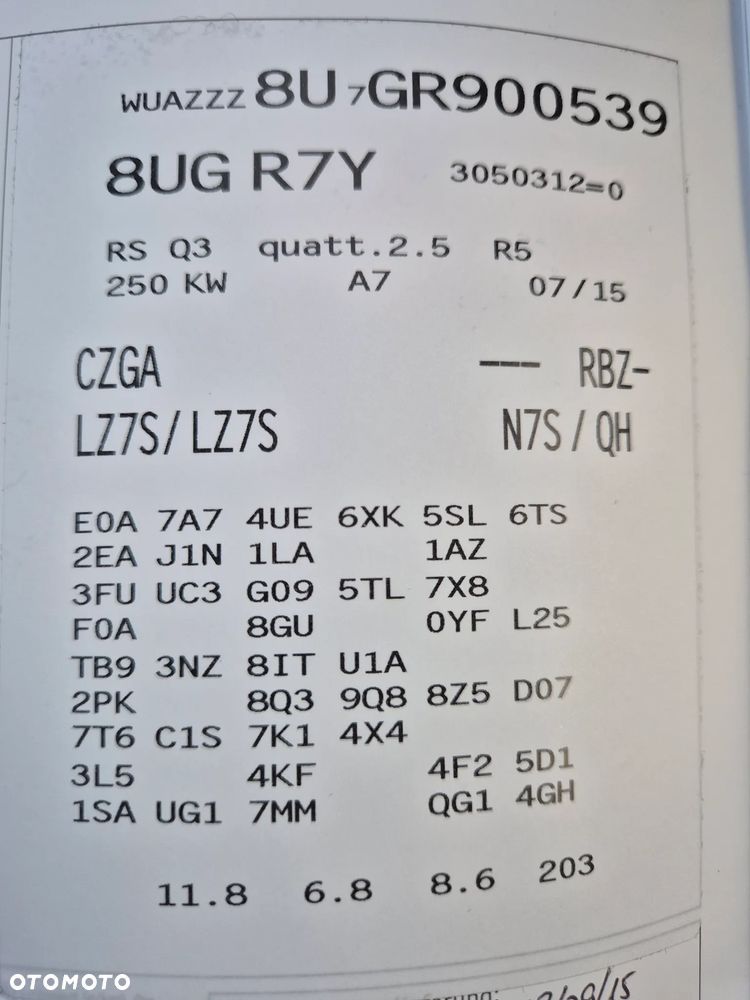 WUAZZZ 8U 7GR900539
8UG R7Y 3050312=0
RS Q3 quatt.2.5 R5
250 KW A7 07/15
CZGA --- RBZ-
LZ7S/LZ7S N7S/QH
E0A 7A7 4UE 6XK 5SL 6TS
2EA J1N 1LA 1AZ
3FU UC3 G09 5TL 7X8
F0A 8GU 0YF L25
TB9 3NZ 8IT U1A
2PK 8Q3 9Q8 8Z5 D07
7T6 C1S 7K1 4X4
3L5 4KF 4F2 5D1
1SA UG1 7MM QG1 4GH
11.8 6.8 8.6 203
OTOMOTO